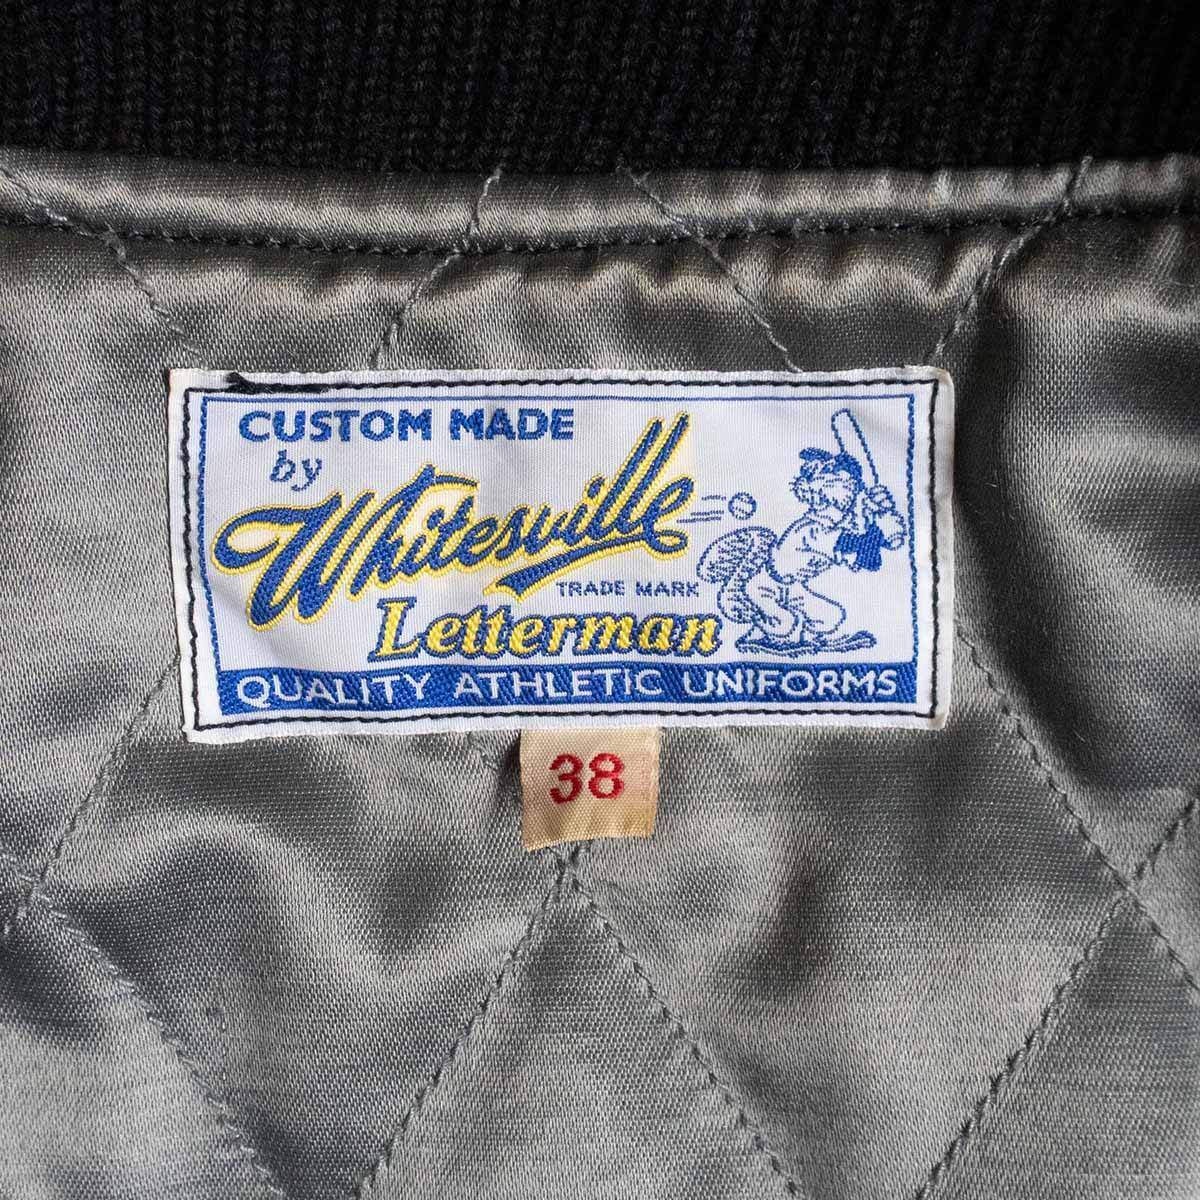 CUSTOM MADE
by
Whitesville
TRADE MARK
Letterman
QUALITY ATHLETIC UNIFORMS
38